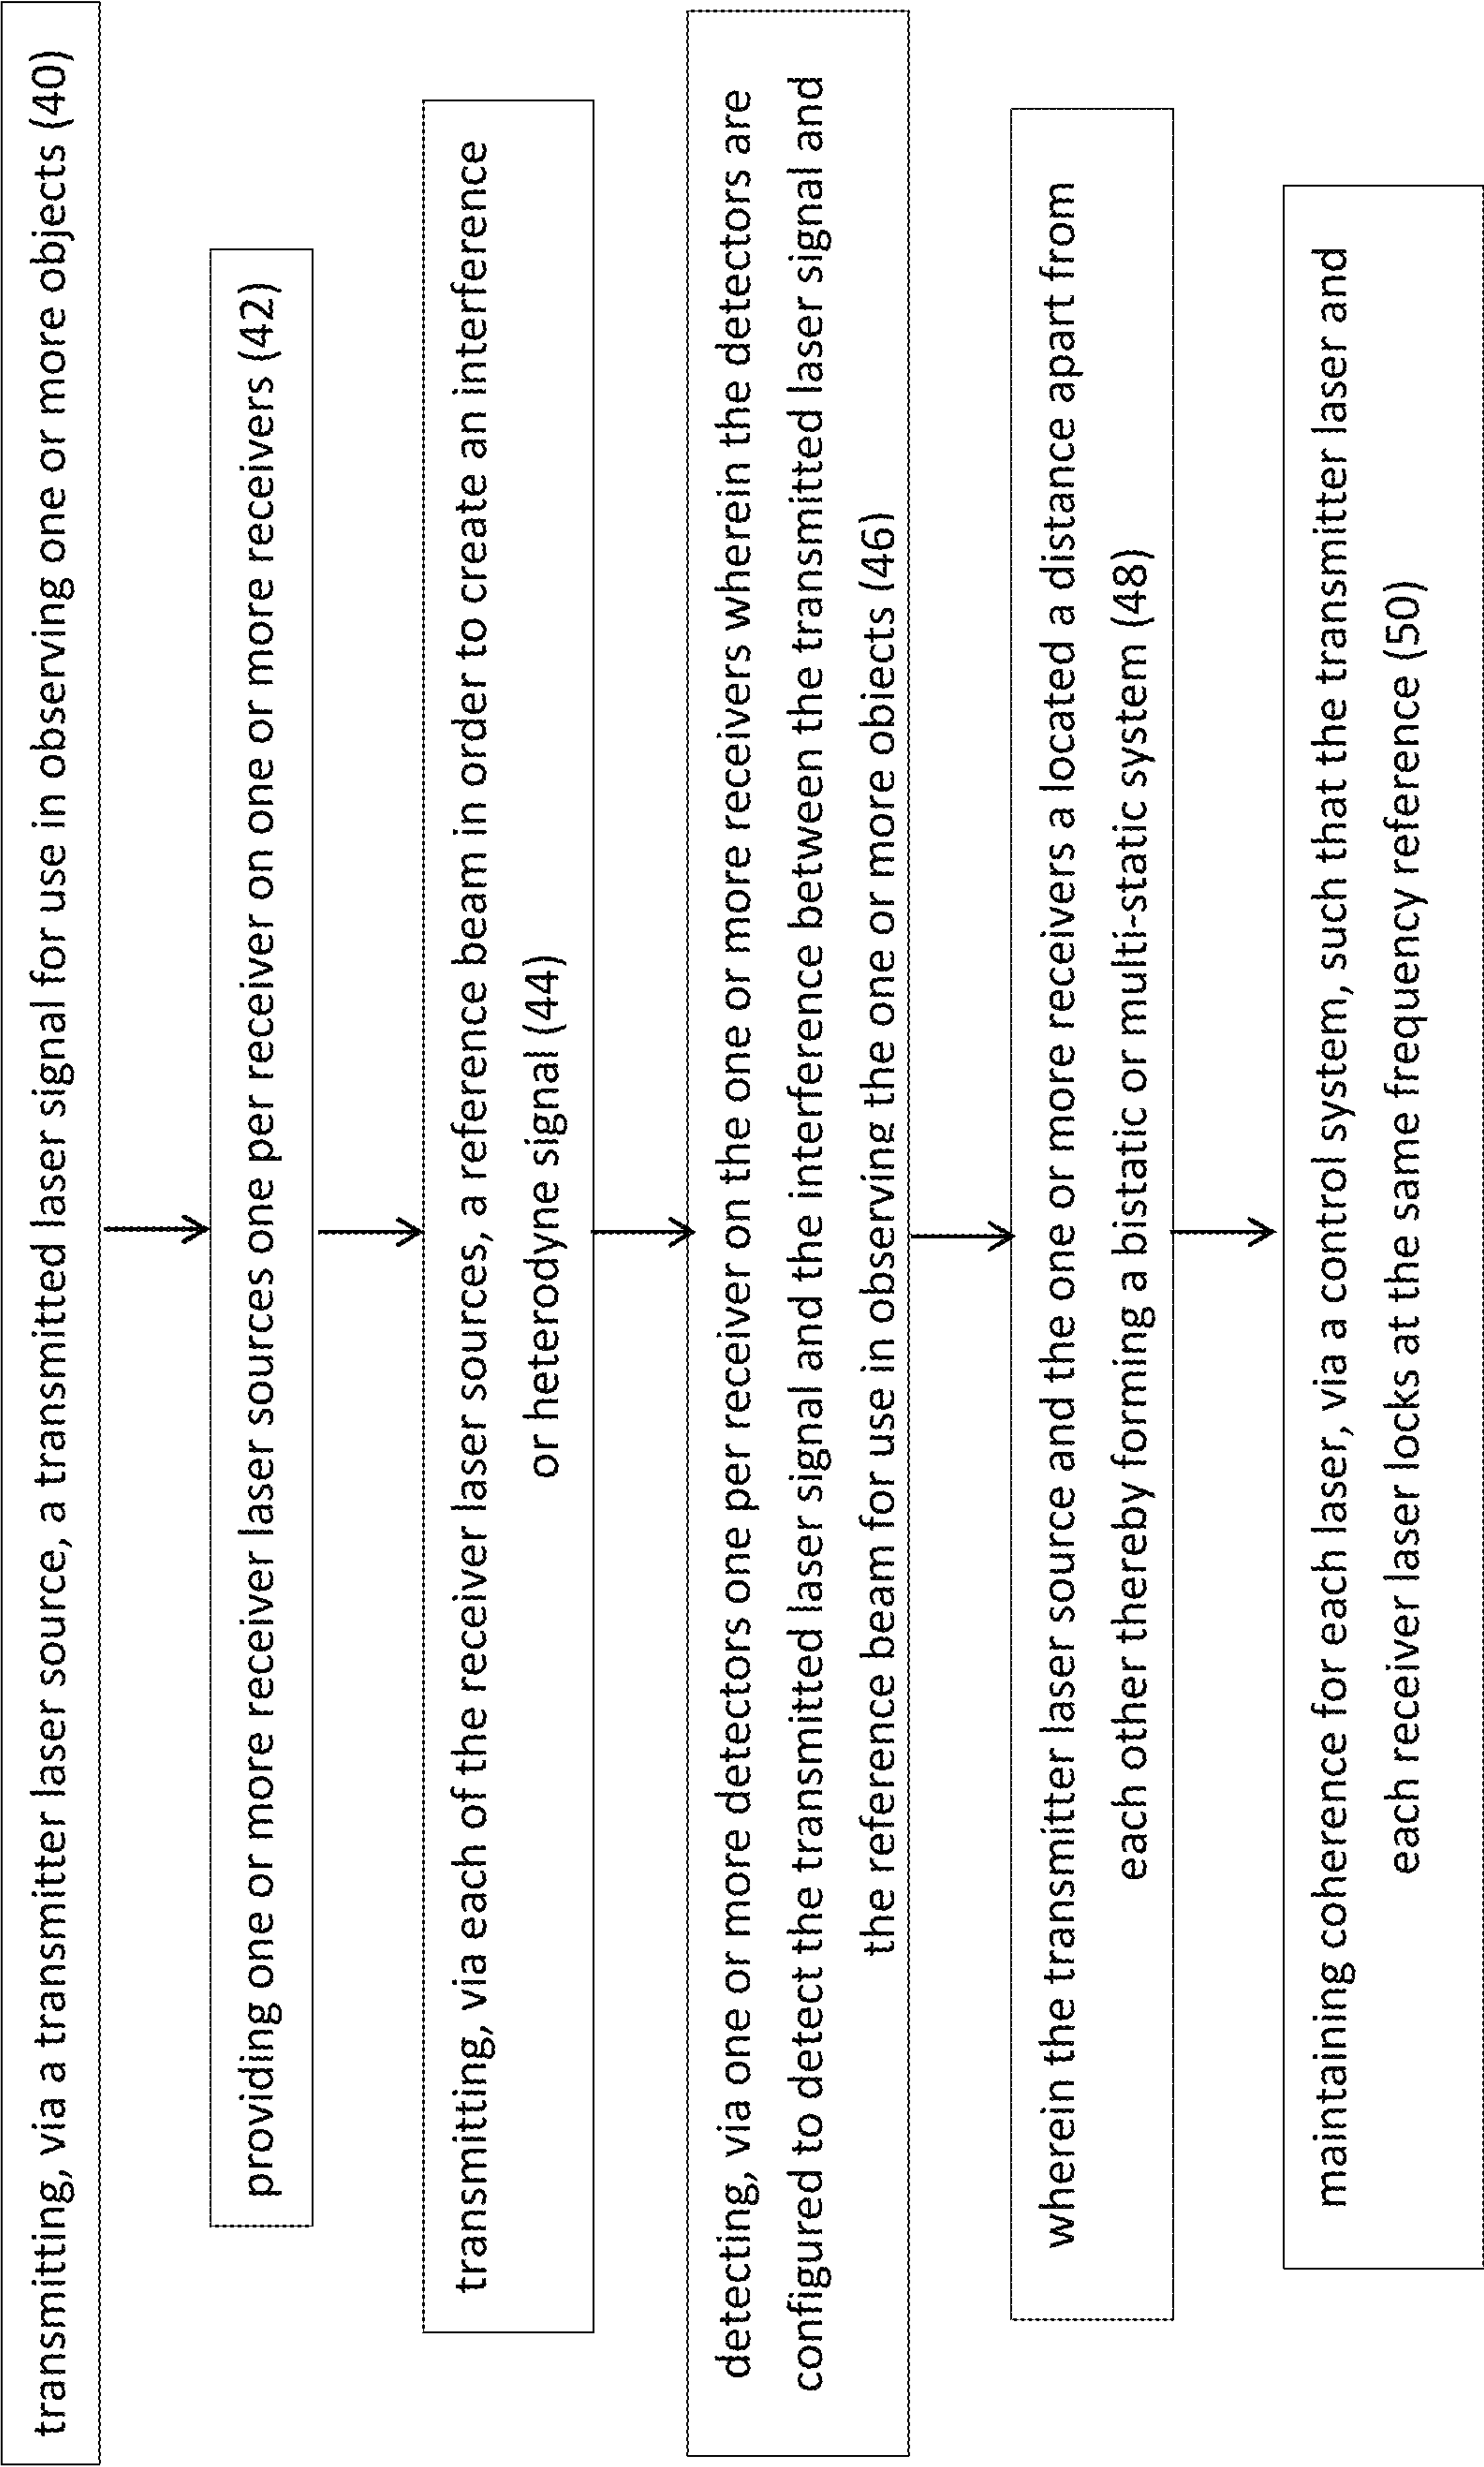 transmitting, via a transmitter laser source, a transmitted laser signal for use in observing one or more objects (40)
providing one or more receiver laser sources one per receiver on one or more receivers (42)
transmitting, via each of the receiver laser sources, a reference beam in order to create an interference
or heterodyne signal (44)
detecting, via one or more detectors one per receiver on the one or more receivers wherein the detectors are
configured to detect the transmitted laser signal and the interference between the transmitted laser signal and
the reference beam for use in observing the one or more objects (46)
wherein the transmitter laser source and the one or more receivers a located a distance apart from
each other thereby forming a bistatic or multi-static system (48)
maintaining coherence for each laser, via a control system, such that the transmitter laser and
each receiver laser locks at the same frequency reference (50)